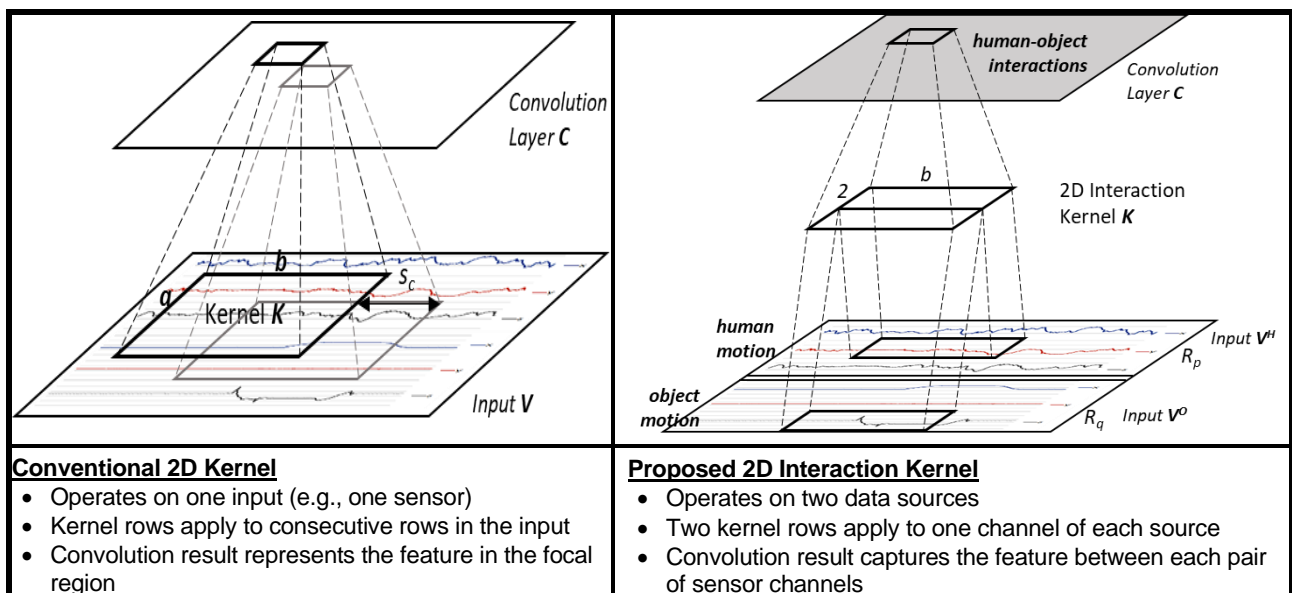 Convolution
Layer C
b
a
S_c
Kernel K
Input V
human-object
interactions
Convolution
Layer C
b
2
2D Interaction
Kernel K
human
motion
Input V^H
R_p
object
motion
R_q Input V^O
Conventional 2D Kernel
• Operates on one input (e.g., one sensor)
• Kernel rows apply to consecutive rows in the input
• Convolution result represents the feature in the focal
region
Proposed 2D Interaction Kernel
• Operates on two data sources
• Two kernel rows apply to one channel of each source
• Convolution result captures the feature between each pair
of sensor channels